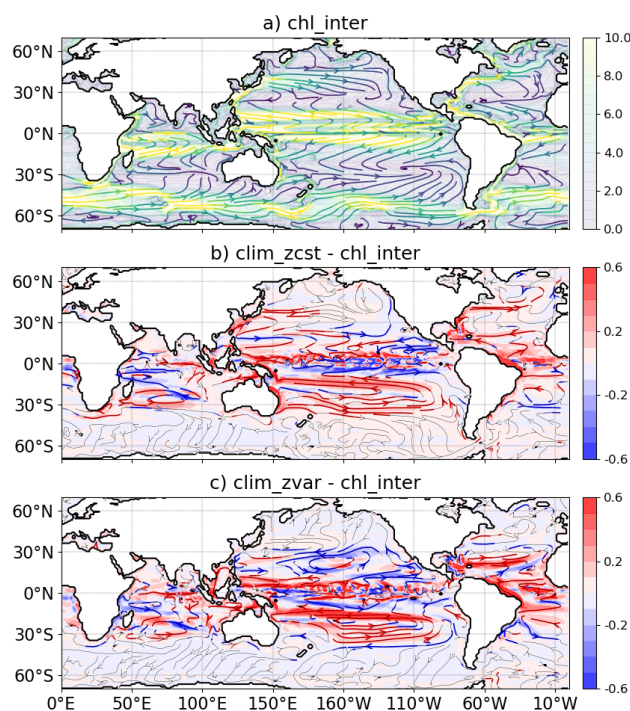 a) chl_inter
60°N
30°N
0°N
30°S
60°S
10.0
8.0
6.0
4.0
2.0
0.0
b) clim_zcst - chl_inter
60°N
30°N
0°N
30°S
60°S
0.6
0.2
-0.2
-0.6
c) clim_zvar - chl_inter
60°N
30°N
0°N
30°S
60°S
0.6
0.2
-0.2
-0.6
0°E 50°E 100°E 150°E 160°W 110°W 60°W 10°W